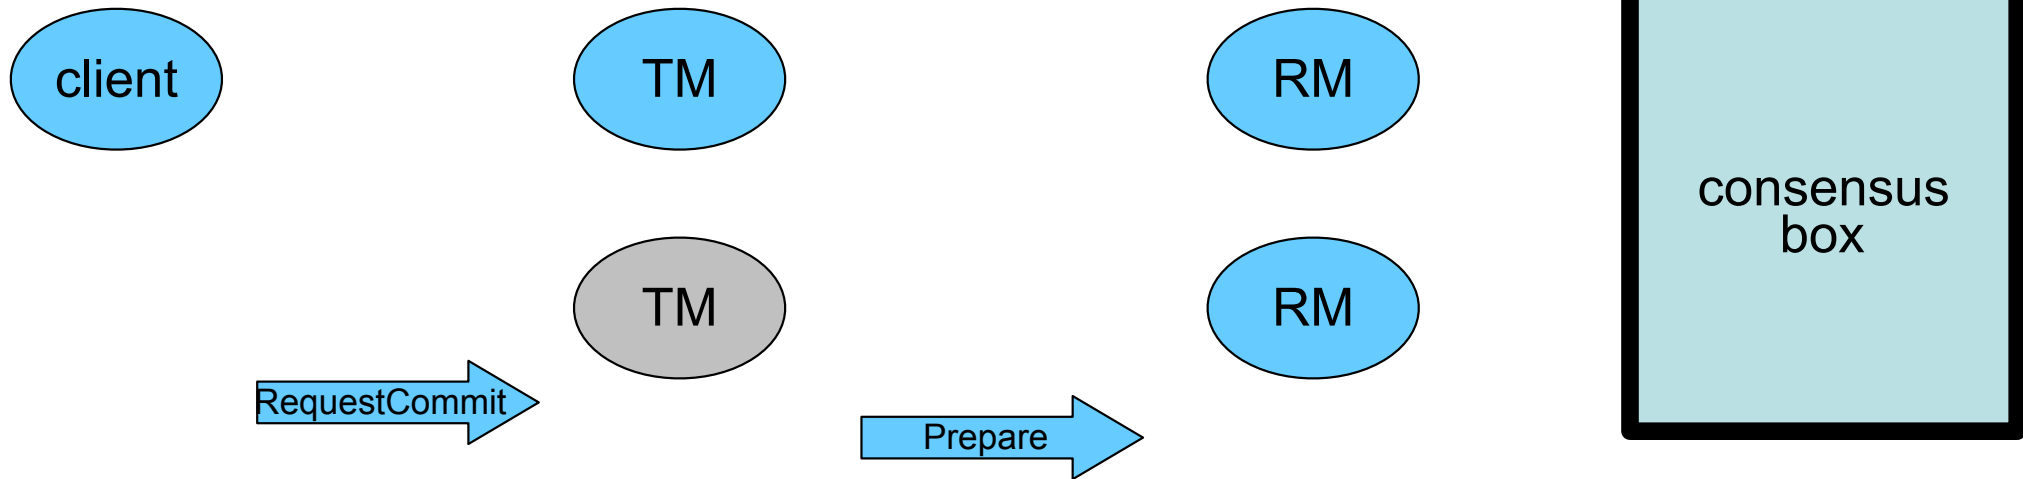 client
TM
RM
consensus
box
TM
RM
RequestCommit
Prepare